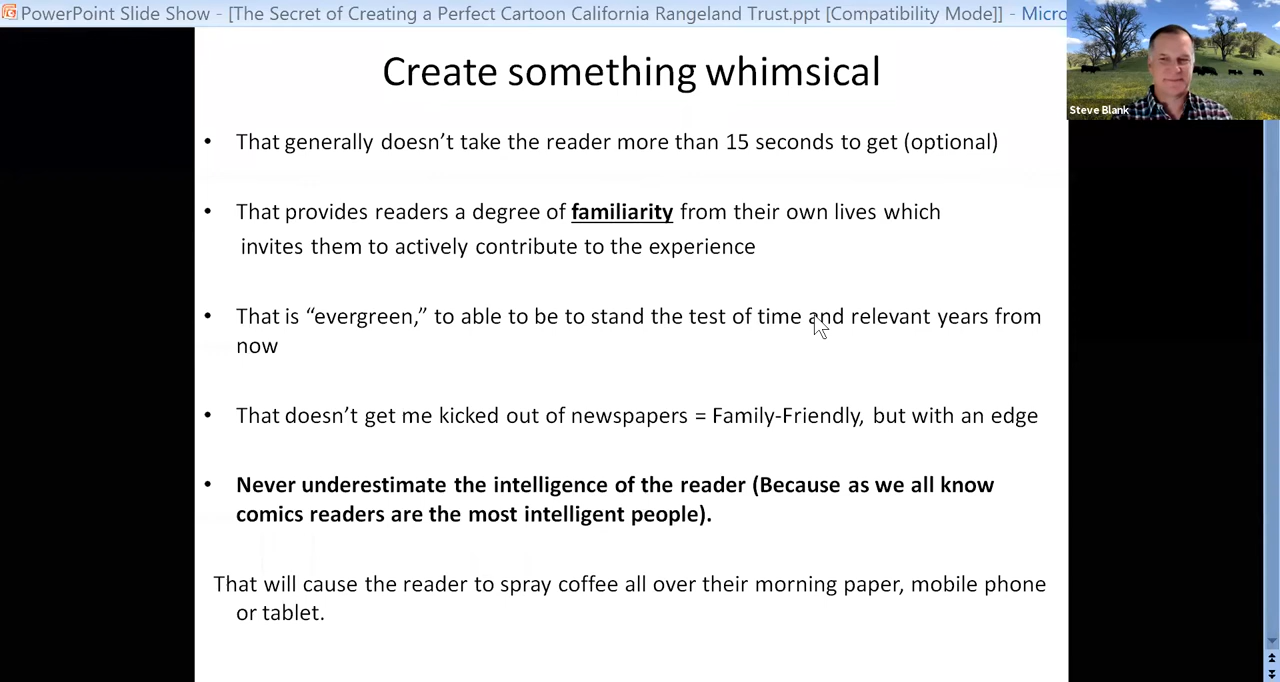 PowerPoint Slide Show - [The Secret of Creating a Perfect Cartoon California Rangeland Trust.ppt [Compatibility Mode]] - Micro
Steve Blank
Create something whimsical
• That generally doesn’t take the reader more than 15 seconds to get (optional)
• That provides readers a degree of familiarity from their own lives which
invites them to actively contribute to the experience
• That is “evergreen,” to able to be to stand the test of time and relevant years from
now
• That doesn’t get me kicked out of newspapers = Family-Friendly, but with an edge
• Never underestimate the intelligence of the reader (Because as we all know
comics readers are the most intelligent people).
That will cause the reader to spray coffee all over their morning paper, mobile phone
or tablet.